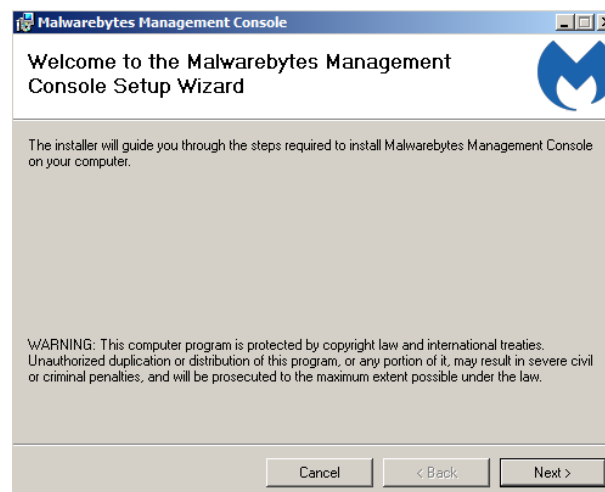 Malwarebytes Management Console
Welcome to the Malwarebytes Management
Console Setup Wizard
The installer will guide you through the steps required to install Malwarebytes Management Console
on your computer.
WARNING: This computer program is protected by copyright law and international treaties.
Unauthorized duplication or distribution of this program, or any portion of it, may result in severe civil
or criminal penalties, and will be prosecuted to the maximum extent possible under the law.
Cancel < Back Next >